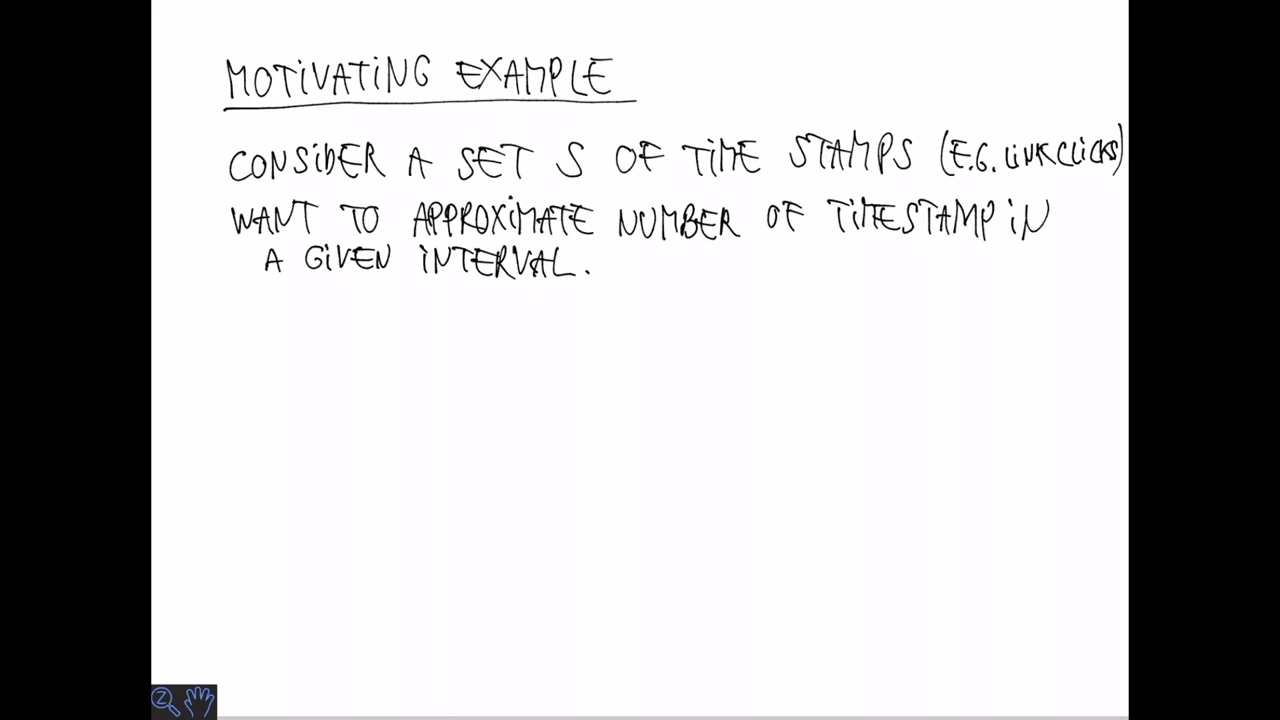 MOTIVATING EXAMPLE
CONSIDER A SET S OF TIME STAMPS (E.G. LINK CLICKS)
WANT TO APPROXIMATE NUMBER OF TIMESTAMP IN
A GIVEN INTERVAL.
Z